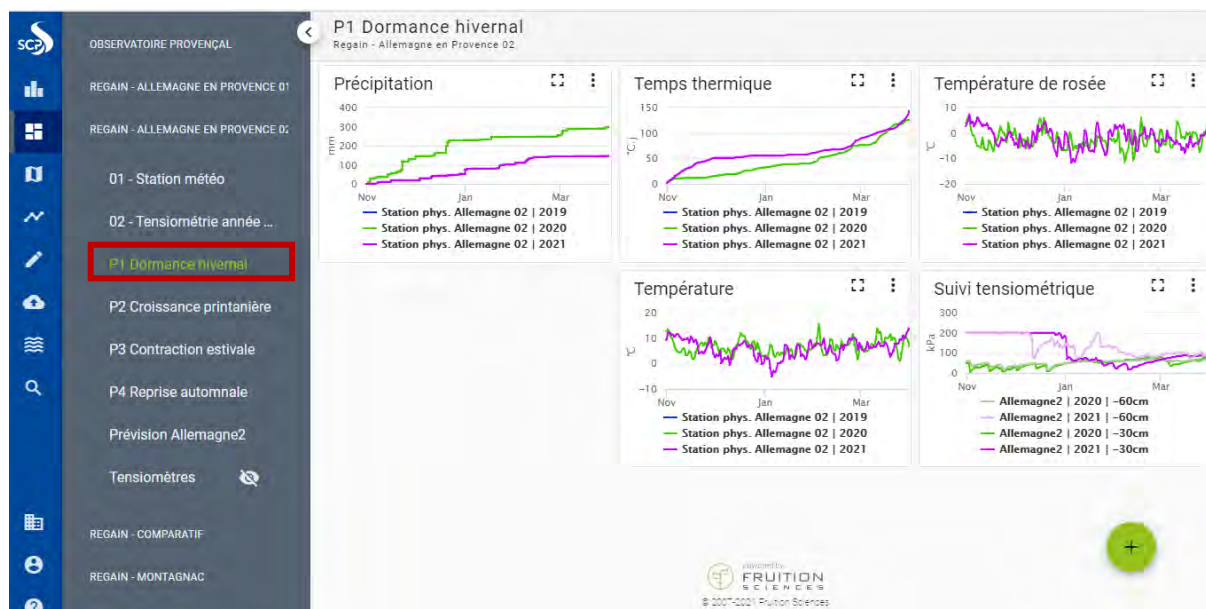 SCP
OBSERVATOIRE PROVENÇAL
REGAIN - ALLEMAGNE EN PROVENCE 01
REGAIN - ALLEMAGNE EN PROVENCE 02
01 - Station météo
02 - Tensiométrie année ...
P1 Dormance hivernal
P2 Croissance printanière
P3 Contraction estivale
P4 Reprise automnale
Prévision Allemagne2
Tensiomètres
REGAIN - COMPARATIF
REGAIN - MONTAGNAC
P1 Dormance hivernal
Regain - Allemagne en Provence 02
Précipitation
400
300
200
100
0
mm
Nov Jan Mar
Station phys. Allemagne 02 | 2019
Station phys. Allemagne 02 | 2020
Station phys. Allemagne 02 | 2021
Temps thermique
150
100
50
0
°C.j
Nov Jan Mar
Station phys. Allemagne 02 | 2019
Station phys. Allemagne 02 | 2020
Station phys. Allemagne 02 | 2021
Température de rosée
10
0
-10
-20
°C
Nov Jan Mar
Station phys. Allemagne 02 | 2019
Station phys. Allemagne 02 | 2020
Station phys. Allemagne 02 | 2021
Température
20
10
0
-10
°C
Nov Jan Mar
Station phys. Allemagne 02 | 2019
Station phys. Allemagne 02 | 2020
Station phys. Allemagne 02 | 2021
Suivi tensiométrique
300
200
100
0
kPa
Nov Jan Mar
Allemagne2 | 2020 | -60cm
Allemagne2 | 2021 | -60cm
Allemagne2 | 2020 | -30cm
Allemagne2 | 2021 | -30cm
powered by
FRUITION
SCIENCES
© 2007-2021 Fruition Sciences